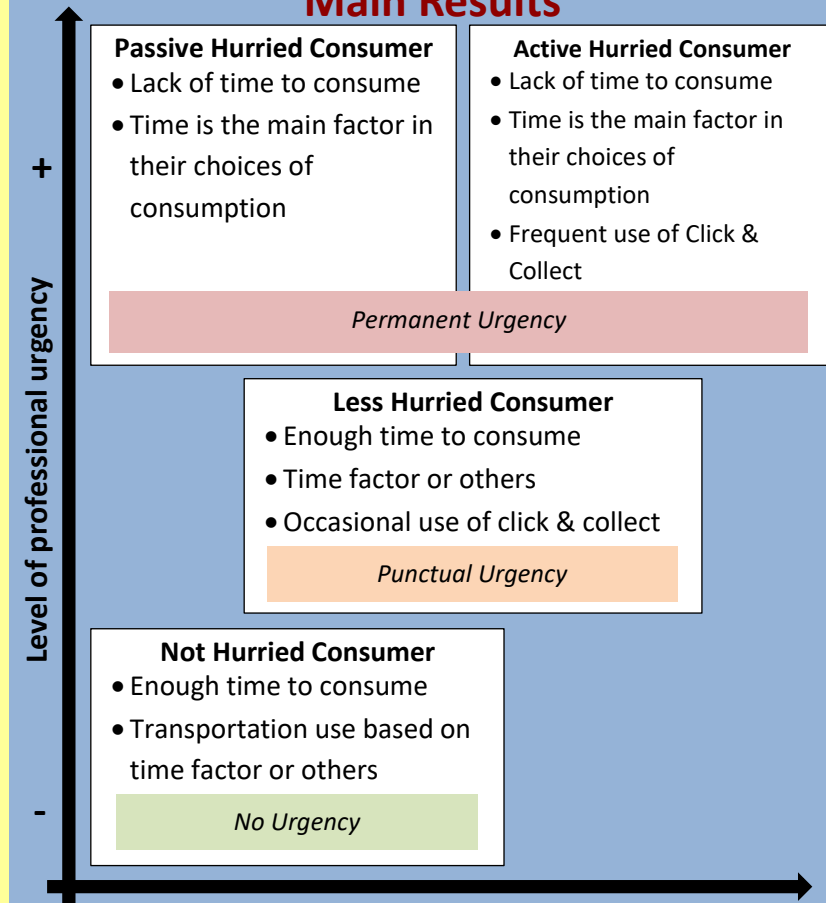 Main Results
Passive Hurried Consumer
• Lack of time to consume
• Time is the main factor in
their choices of
consumption
Active Hurried Consumer
• Lack of time to consume
• Time is the main factor in
their choices of
consumption
• Frequent use of Click &
Collect
Permanent Urgency
+
Level of professional urgency
Less Hurried Consumer
• Enough time to consume
• Time factor or others
• Occasional use of click & collect
Punctual Urgency
Not Hurried Consumer
• Enough time to consume
• Transportation use based on
time factor or others
No Urgency
-